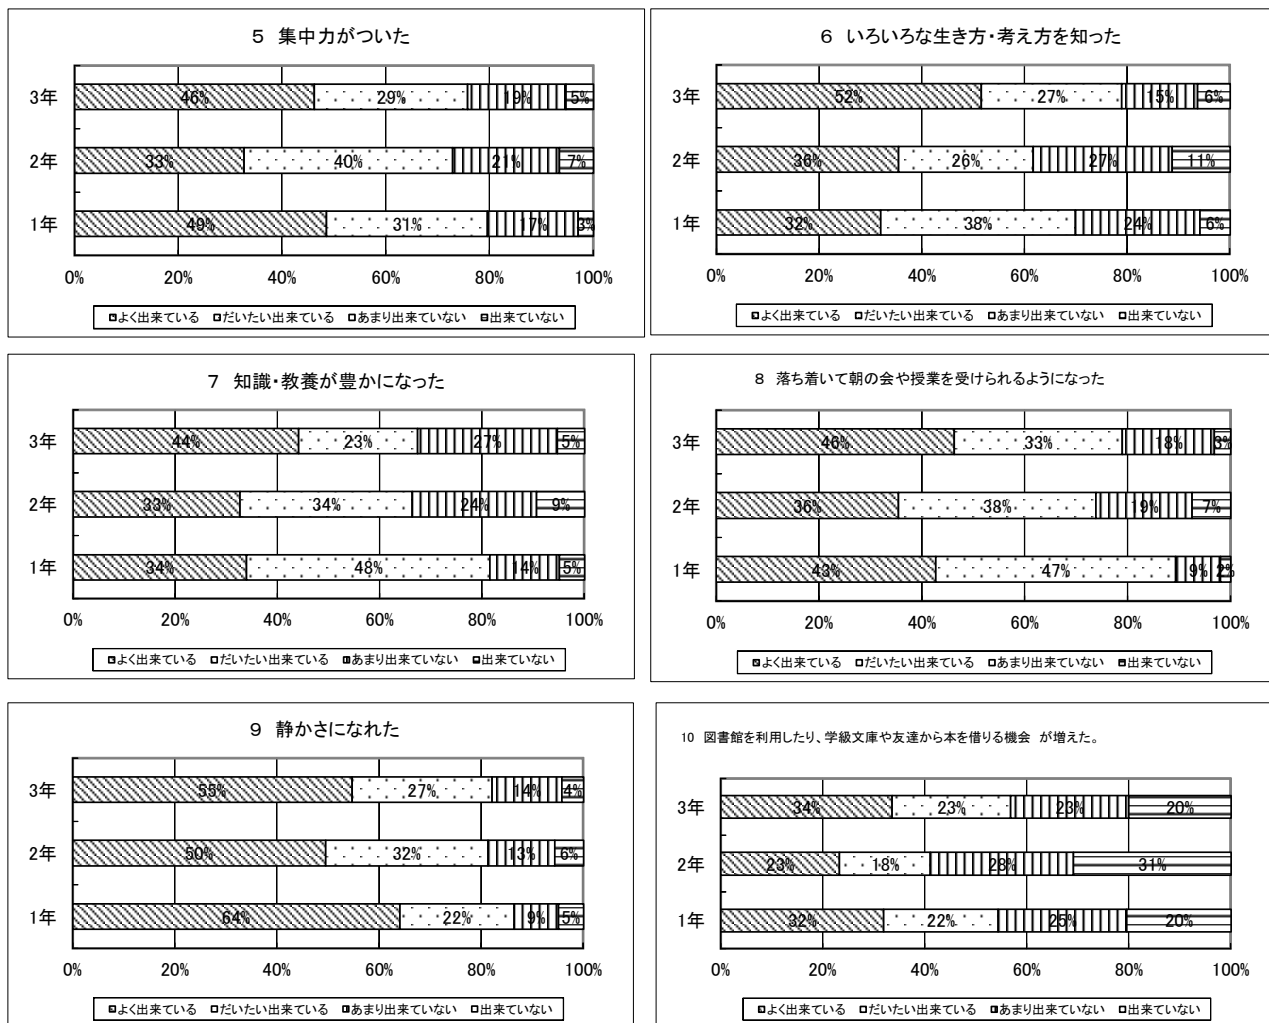 5 集中力がついた
3年 46% 29% 19% 5%
2年 33% 40% 21% 7%
1年 49% 31% 17% 3%
0% 20% 40% 60% 80% 100%
よく出来ている だいたい出来ている あまり出来ていない 出来ていない
6 いろいろな生き方・考え方を知った
3年 52% 27% 15% 6%
2年 36% 26% 27% 11%
1年 32% 38% 24% 6%
0% 20% 40% 60% 80% 100%
よく出来ている だいたい出来ている あまり出来ていない 出来ていない
7 知識・教養が豊かになった
3年 44% 23% 27% 5%
2年 33% 34% 24% 9%
1年 34% 48% 14% 5%
0% 20% 40% 60% 80% 100%
よく出来ている だいたい出来ている あまり出来ていない 出来ていない
8 落ち着いて朝の会や授業を受けられるようになった
3年 46% 33% 18% 3%
2年 36% 38% 19% 7%
1年 43% 47% 9% 2%
0% 20% 40% 60% 80% 100%
よく出来ている だいたい出来ている あまり出来ていない 出来ていない
9 静かさになれた
3年 55% 27% 14% 4%
2年 50% 32% 13% 6%
1年 64% 22% 9% 5%
0% 20% 40% 60% 80% 100%
よく出来ている だいたい出来ている あまり出来ていない 出来ていない
10 図書館を利用したり、学級文庫や友達から本を借りる機会 が増えた。
3年 34% 23% 23% 20%
2年 23% 18% 28% 31%
1年 32% 22% 25% 20%
0% 20% 40% 60% 80% 100%
よく出来ている だいたい出来ている あまり出来ていない 出来ていない